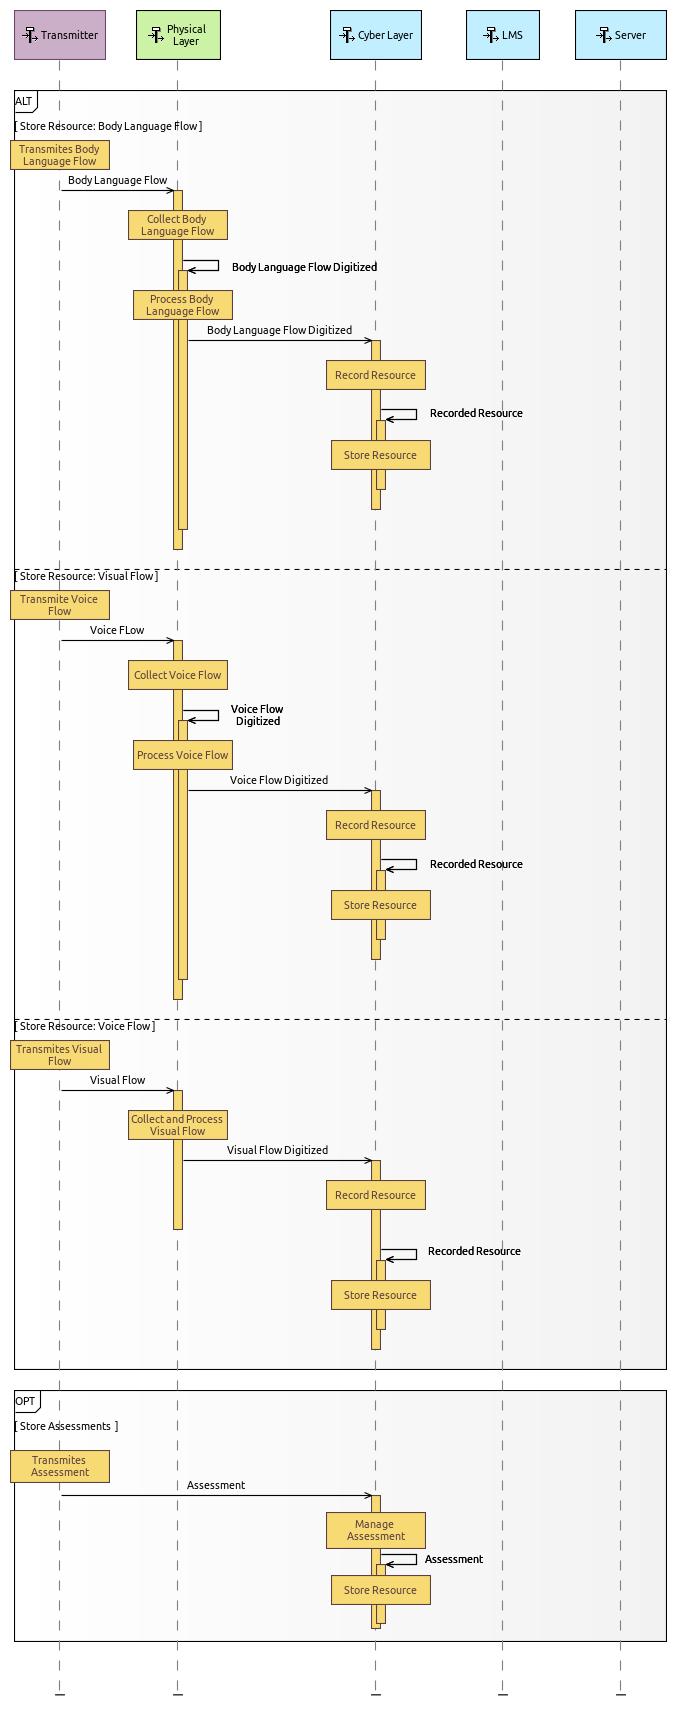 Transmitter
Physical
Layer
Cyber Layer
LMS
Server
ALT
[ Store Resource: Body Language Flow ]
Transmites Body
Language Flow
Body Language Flow
Collect Body
Language Flow
Body Language Flow Digitized
Process Body
Language Flow
Body Language Flow Digitized
Record Resource
Recorded Resource
Store Resource
[ Store Resource: Visual Flow ]
Transmite Voice
Flow
Voice FLow
Collect Voice Flow
Voice Flow
Digitized
Process Voice Flow
Voice Flow Digitized
Record Resource
Recorded Resource
Store Resource
[ Store Resource: Voice Flow ]
Transmites Visual
Flow
Visual Flow
Collect and Process
Visual Flow
Visual Flow Digitized
Record Resource
Recorded Resource
Store Resource
OPT
[ Store Assessments ]
Transmites
Assessment
Assessment
Manage
Assessment
Assessment
Store Resource